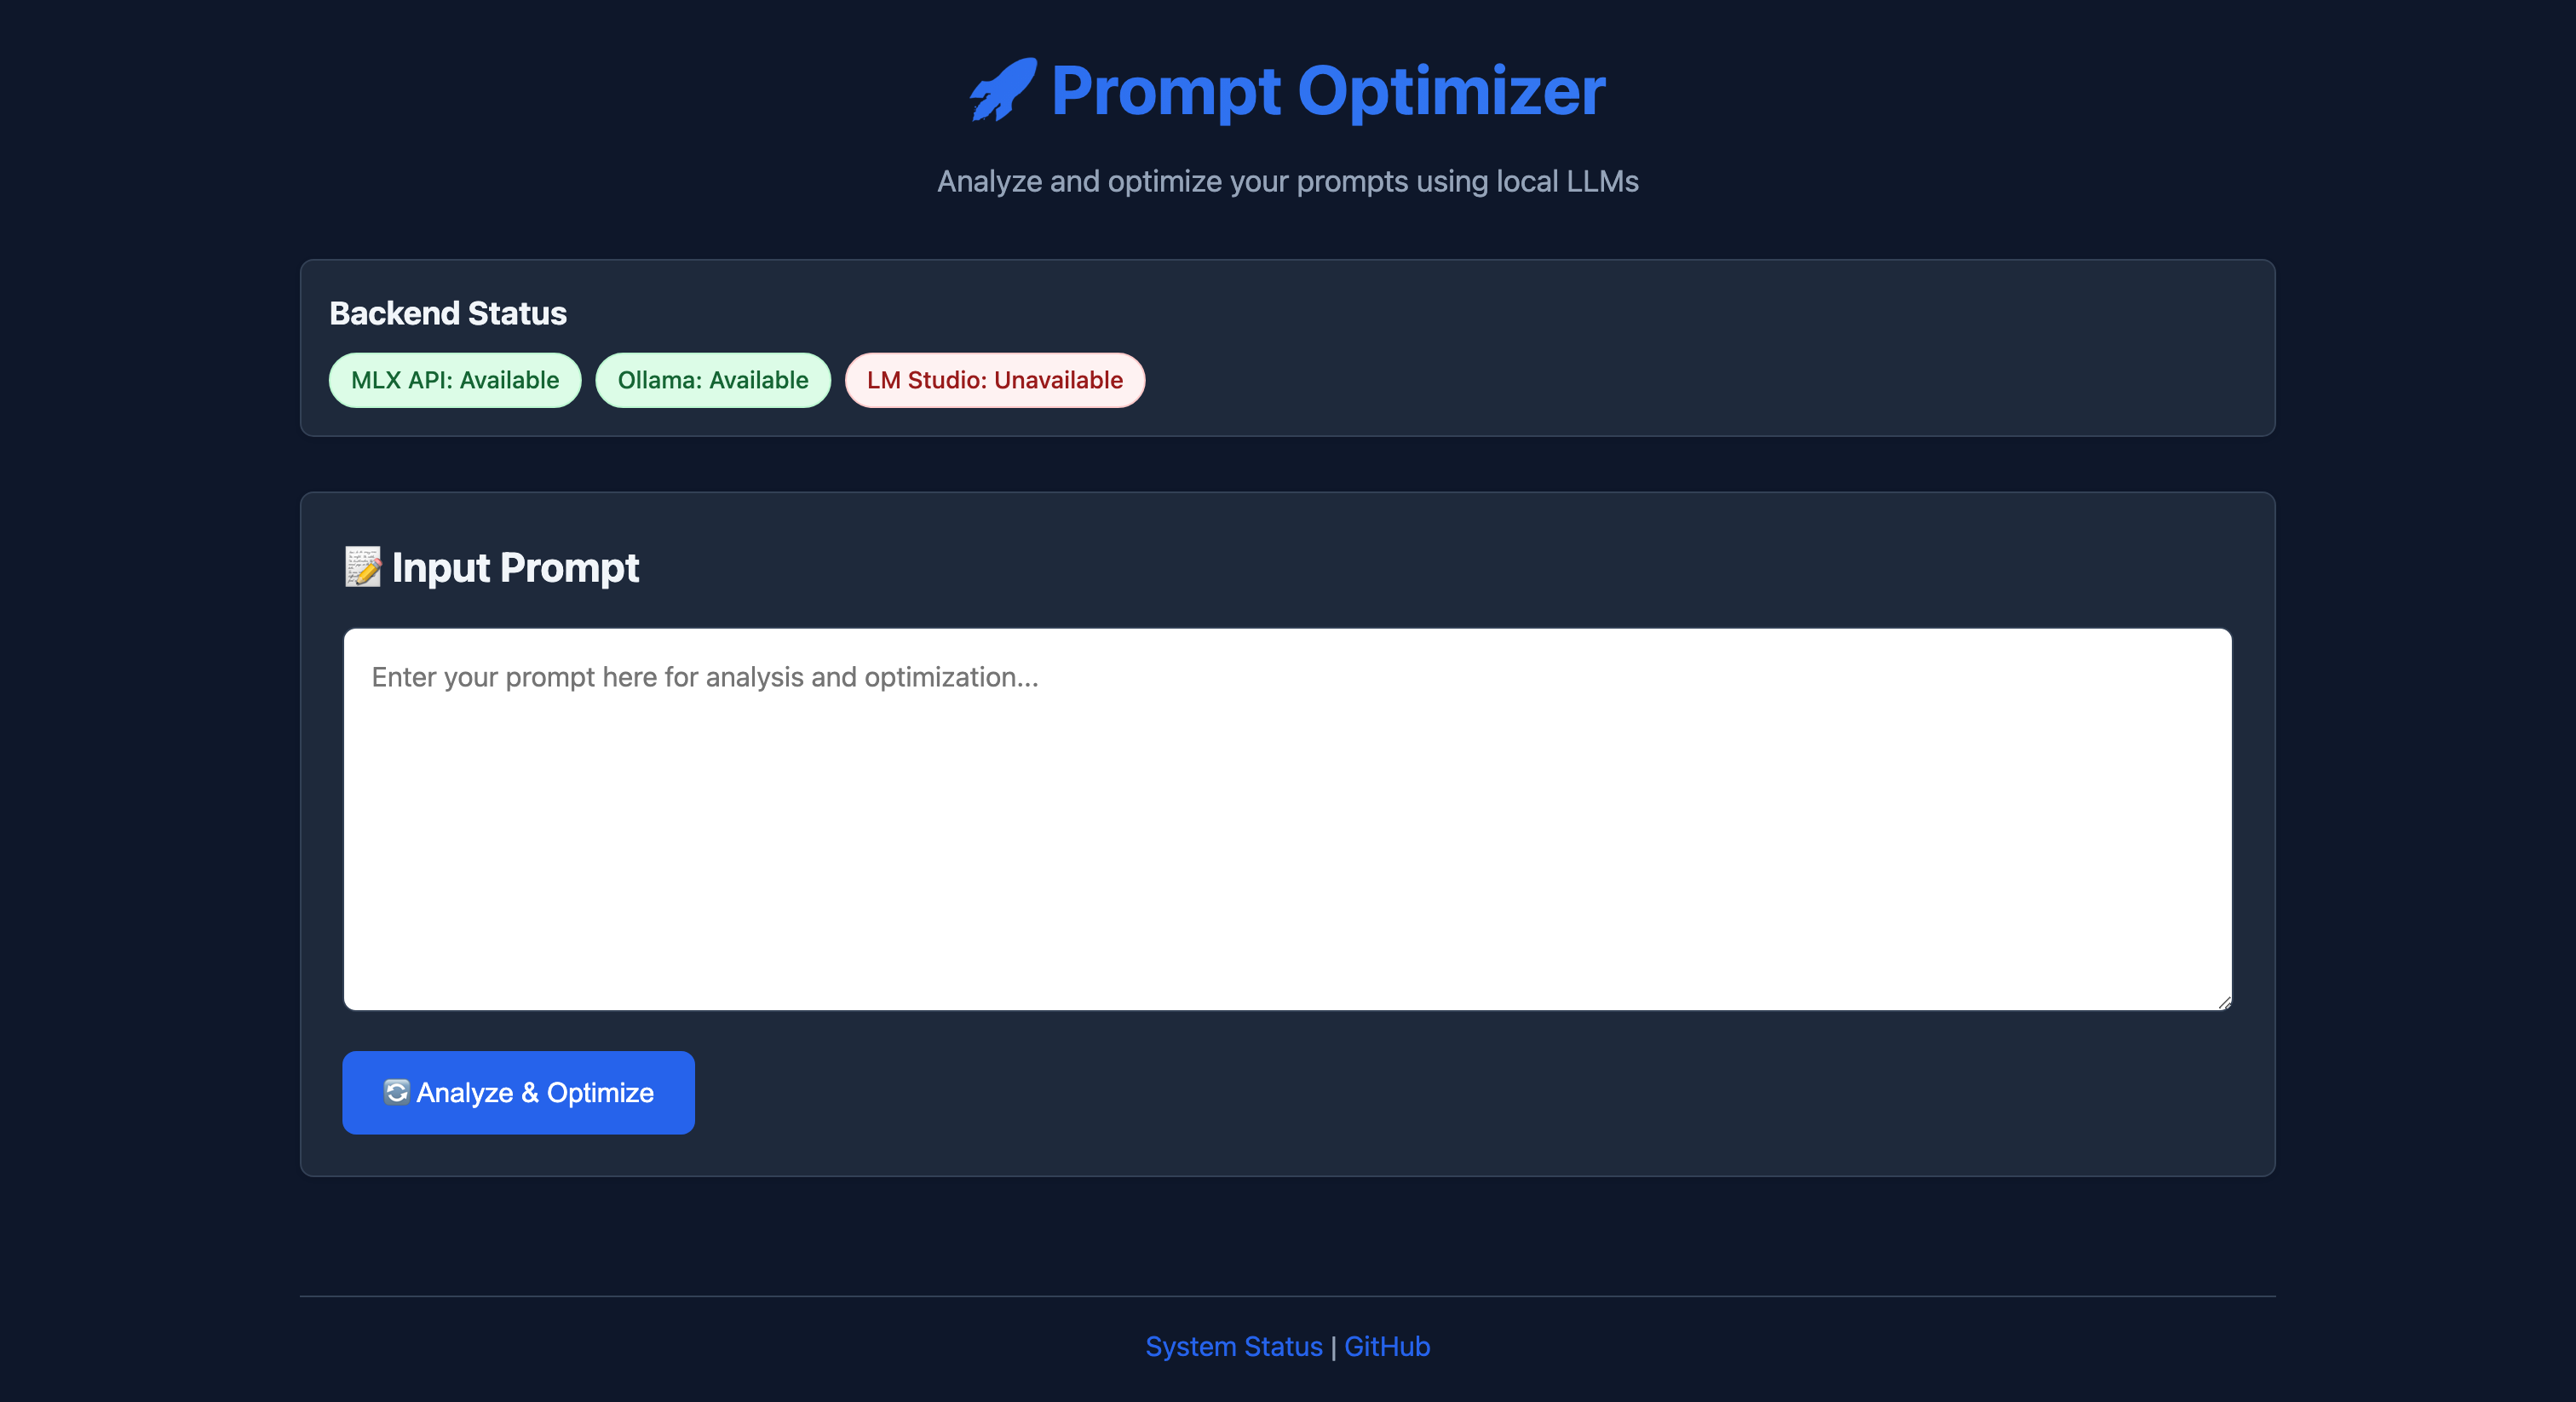 🚀 Prompt Optimizer
Analyze and optimize your prompts using local LLMs
Backend Status
MLX API: Available
Ollama: Available
LM Studio: Unavailable
📝 Input Prompt
Enter your prompt here for analysis and optimization...
🔄 Analyze & Optimize
System Status | GitHub